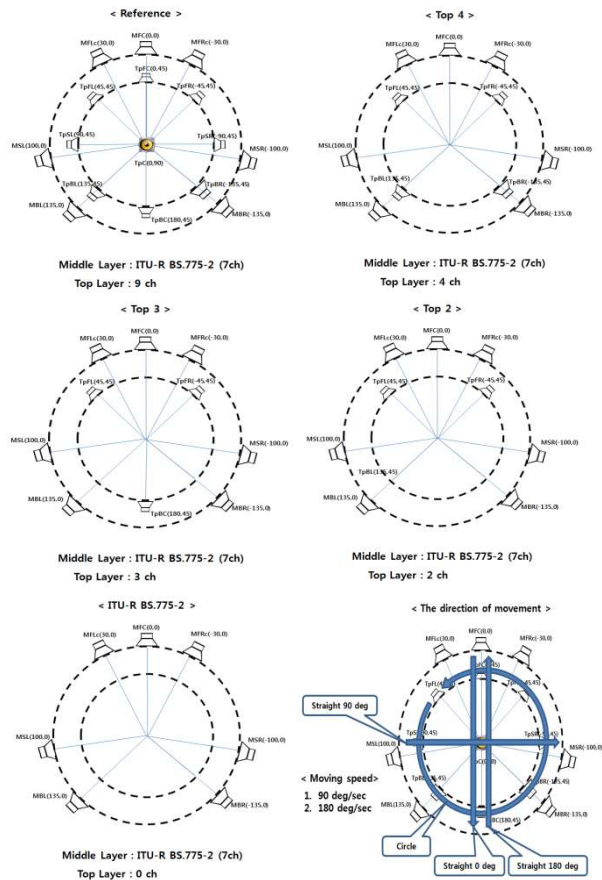 < Reference >
MFC(0,0)
MFLc(30,0)
MFRc(-30,0)
TpFC(0,45)
TpFL(45,45)
TpFR(-45,45)
TpSL(90,45)
TpSR(-90,45)
MSL(100,0)
MSR(-100,0)
TpC(0,90)
TpBL(135,45)
TpBR(-135,45)
MBL(135,0)
MBR(-135,0)
TpBC(180,45)
Middle Layer : ITU-R BS.775-2 (7ch)
Top Layer : 9 ch
< Top 4 >
MFC(0,0)
MFLc(30,0)
MFRc(-30,0)
TpFL(45,45)
TpFR(-45,45)
MSL(100,0)
MSR(-100,0)
TpBL(135,45)
TpBR(-135,45)
MBL(135,0)
MBR(-135,0)
Middle Layer : ITU-R BS.775-2 (7ch)
Top Layer : 4 ch
< Top 3 >
MFC(0,0)
MFLc(30,0)
MFRc(-30,0)
TpFL(45,45)
TpFR(-45,45)
MSL(100,0)
MSR(-100,0)
MBL(135,0)
MBR(-135,0)
TpBC(180,45)
Middle Layer : ITU-R BS.775-2 (7ch)
Top Layer : 3 ch
< Top 2 >
MFC(0,0)
MFLc(30,0)
MFRc(-30,0)
TpFL(45,45)
TpFR(-45,45)
MSL(100,0)
MSR(-100,0)
TpBL(135,45)
MBL(135,0)
MBR(-135,0)
Middle Layer : ITU-R BS.775-2 (7ch)
Top Layer : 2 ch
< ITU-R BS.775-2 >
MFC(0,0)
MFLc(30,0)
MFRc(-30,0)
MSL(100,0)
MSR(-100,0)
MBL(135,0)
MBR(-135,0)
Middle Layer : ITU-R BS.775-2 (7ch)
Top Layer : 0 ch
< The direction of movement >
MFC(0,0)
MFLc(30,0)
MFRc(-30,0)
Straight 90 deg
MSL(100,0)
MSR(-100,0)
< Moving speed>
1. 90 deg/sec
2. 180 deg/sec
MBL(135,0)
MBR(-135,0)
BC(180,45)
Circle
Straight 0 deg
Straight 180 deg